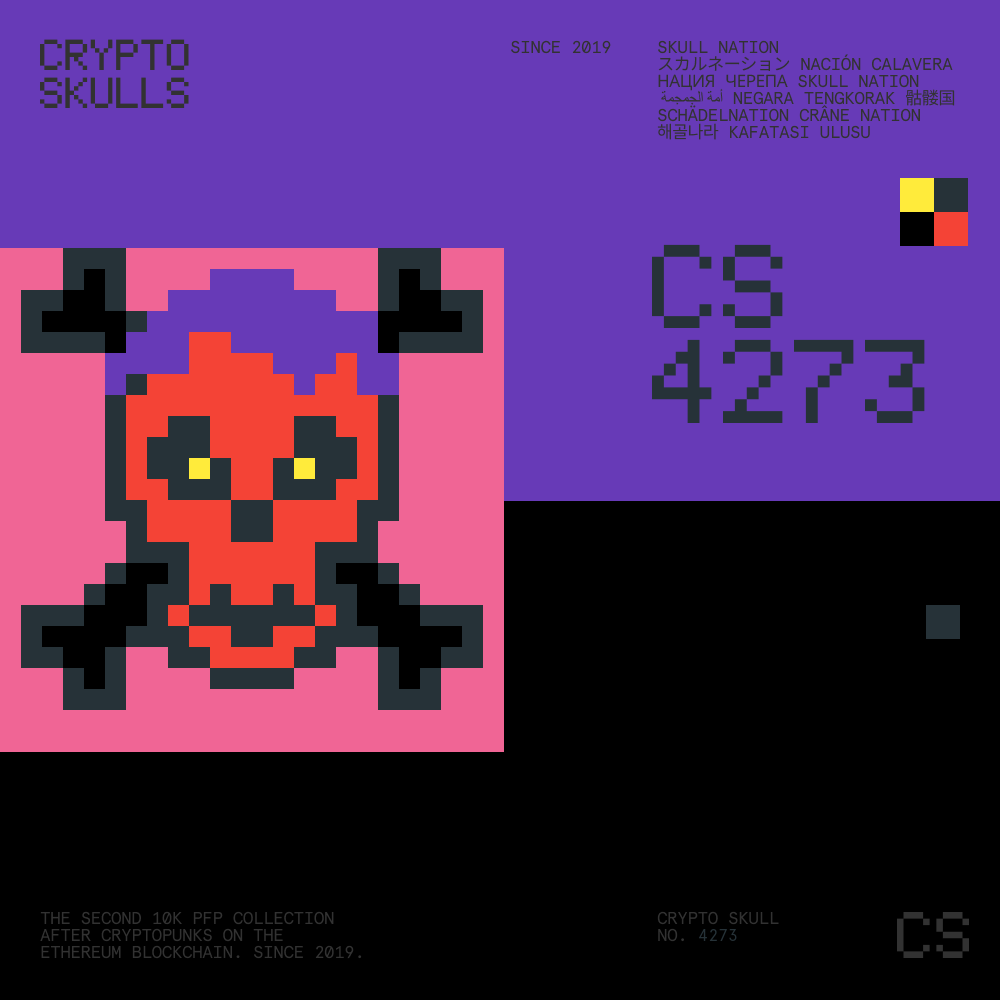 CRYPTO
SKULLS
SINCE 2019
SKULL NATION
スカルネーション NACIÓN CALAVERA
НАЦИЯ ЧЕРЕПА SKULL NATION
أمة الجمجمة NEGARA TENGKORAK 骷髅国
SCHÄDELNATION CRÂNE NATION
해골나라 KAFATASI ULUSU
CS
4273
THE SECOND 10K PFP COLLECTION
AFTER CRYPTOPUNKS ON THE
ETHEREUM BLOCKCHAIN. SINCE 2019.
CRYPTO SKULL
NO. 4273
CS